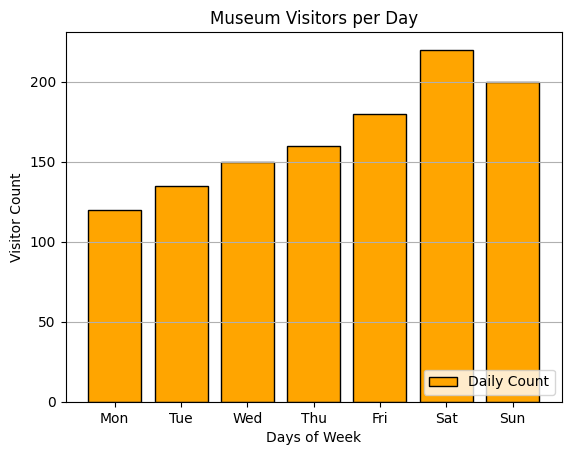 Museum Visitors per Day
Visitor Count
200
150
100
50
0
Daily Count
Mon Tue Wed Thu Fri Sat Sun
Days of Week